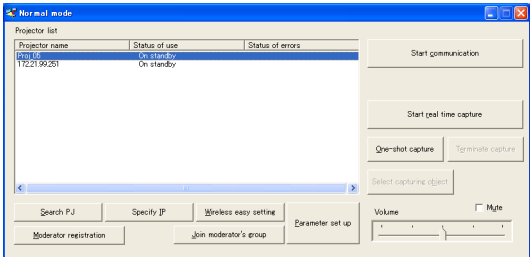 Normal mode
Projector list
Projector name Status of use Status of errors
Proj_05 On standby
172.21.99.251 On standby
Start communication
Start real time capture
One-shot capture Terminate capture
Select capturing object
Search PJ Specify IP Wireless easy setting Parameter set up
Moderator registration Join moderator's group
Volume Mute